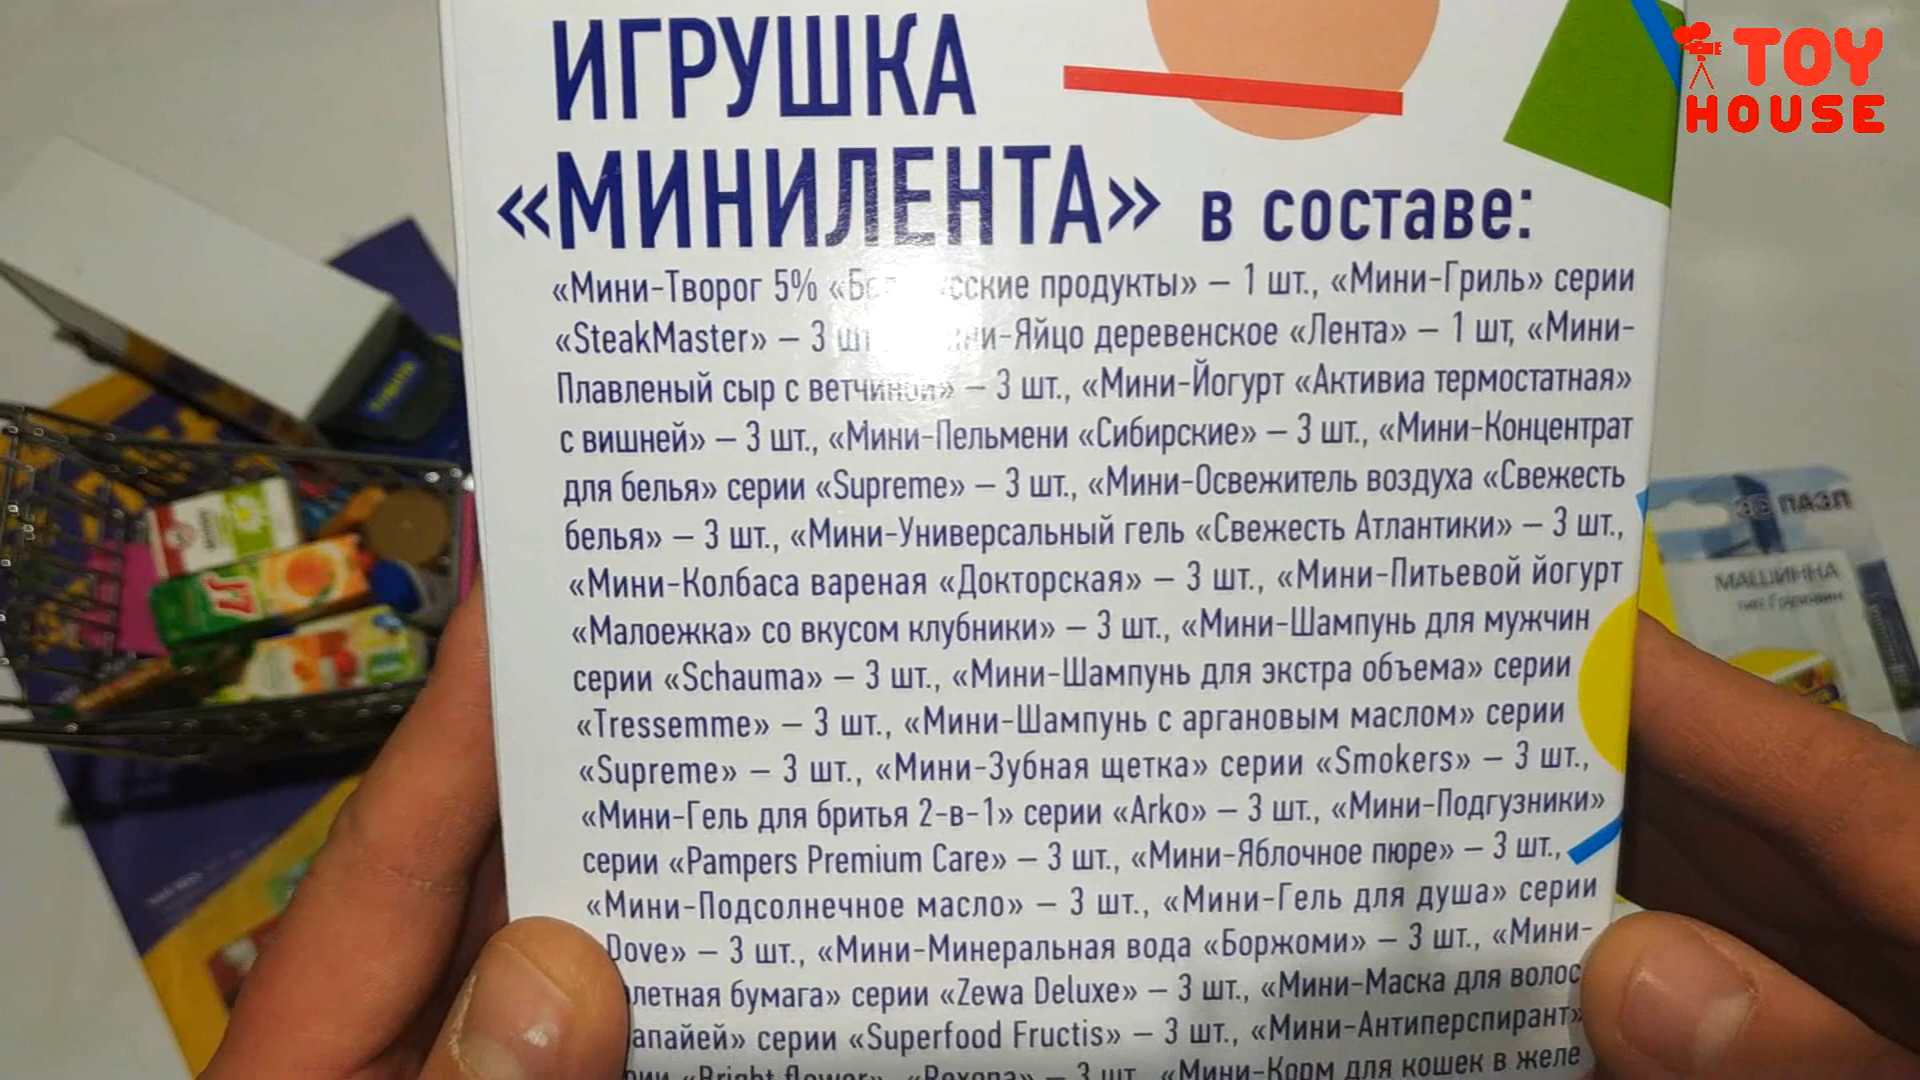 TOY
HOUSE
ИГРУШКА
«МИНИЛЕНТА» в составе:
«Мини-Творог 5% продукты» – 1 шт., «Мини-Гриль» серии
«SteakMaster» – 3 деревенское «Лента» – 1 шт, «Мини-
Плавленый сыр с ветчиной» – 3 шт., «Мини-Йогурт «Активиа термостатная»
с вишней» – 3 шт., «Мини-Пельмени «Сибирские» – 3 шт., «Мини-Концентрат
для белья» серии «Supreme» – 3 шт., «Мини-Освежитель воздуха «Свежесть
белья» – 3 шт., «Мини-Универсальный гель «Свежесть Атлантики» – 3 шт.,
«Мини-Колбаса вареная «Докторская» – 3 шт., «Мини-Питьевой йогурт
«Малоежка» со вкусом клубники» – 3 шт., «Мини-Шампунь для мужчин
серии «Schauma» – 3 шт., «Мини-Шампунь для экстра объема» серии
«Tressemme» – 3 шт., «Мини-Шампунь с аргановым маслом» серии
«Supreme» – 3 шт., «Мини-Зубная щетка» серии «Smokers» – 3 шт.,
«Мини-Гель для бритья 2-в-1» серии «Arko» – 3 шт., «Мини-Подгузники»
серии «Pampers Premium Care» – 3 шт., «Мини-Яблочное пюре» – 3 шт.,
«Мини-Подсолнечное масло» – 3 шт., «Мини-Гель для душа» серии
Dove» – 3 шт., «Мини-Минеральная вода «Боржоми» – 3 шт., «Мини-
летная бумага» серии «Zewa Deluxe» – 3 шт., «Мини-Маска для волос
апайей» серии «Superfood Fructis» – 3 шт., «Мини-Антиперспирант»
«Bright flower», «Rexona» – 3 шт., «Мини-Корм для кошек в желе
3D ПАЗЛ
МАШИНКА
J7